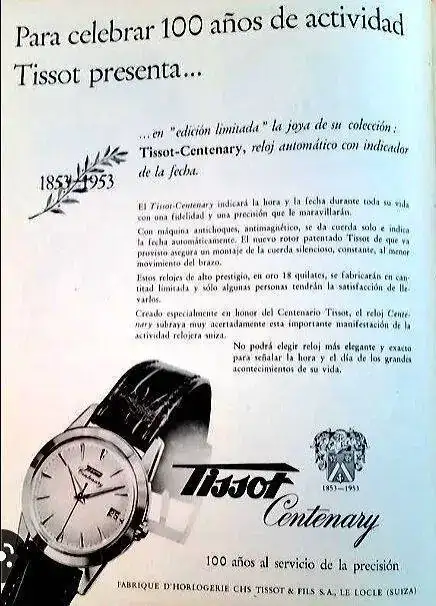 Para celebrar 100 años de actividad
Tissot presenta...
...en "edición limitada" la joya de su colección:
Tissot-Centenary, reloj automático con indicador
de la fecha.
1853 1953
El Tissot-Centenary indicará la hora y la fecha durante toda su vida
con una fidelidad y una precisión que le maravillarán.
Con máquina antichoques, antimagnético, se da cuerda solo e indica
la fecha automáticamente. El nuevo rotor patentado Tissot de que va
provisto asegura un montaje de la cuerda silencioso, constante, al menor
movimiento del brazo.
Estos relojes de alto prestigio, en oro 18 quilates, se fabricarán en can-
titad limitada y sólo algunas personas tendrán la satisfacción de lle-
varlos.
Creado especialmente en honor del Centenario Tissot, el reloj Cente-
nary subraya muy acertadamente esta importante manifestación de la
actividad relojera suiza.
No podrá elegir reloj más elegante y exacto
para señalar la hora y el día de los grandes
acontecimientos de su vida.
Tissot
Centenary
1853-1953
Tissot
Centenary
100 años al servicio de la precisión
FABRIQUE D'HORLOGERIE CHS TISSOT & FILS S.A., LE LOCLE (SUIZA)